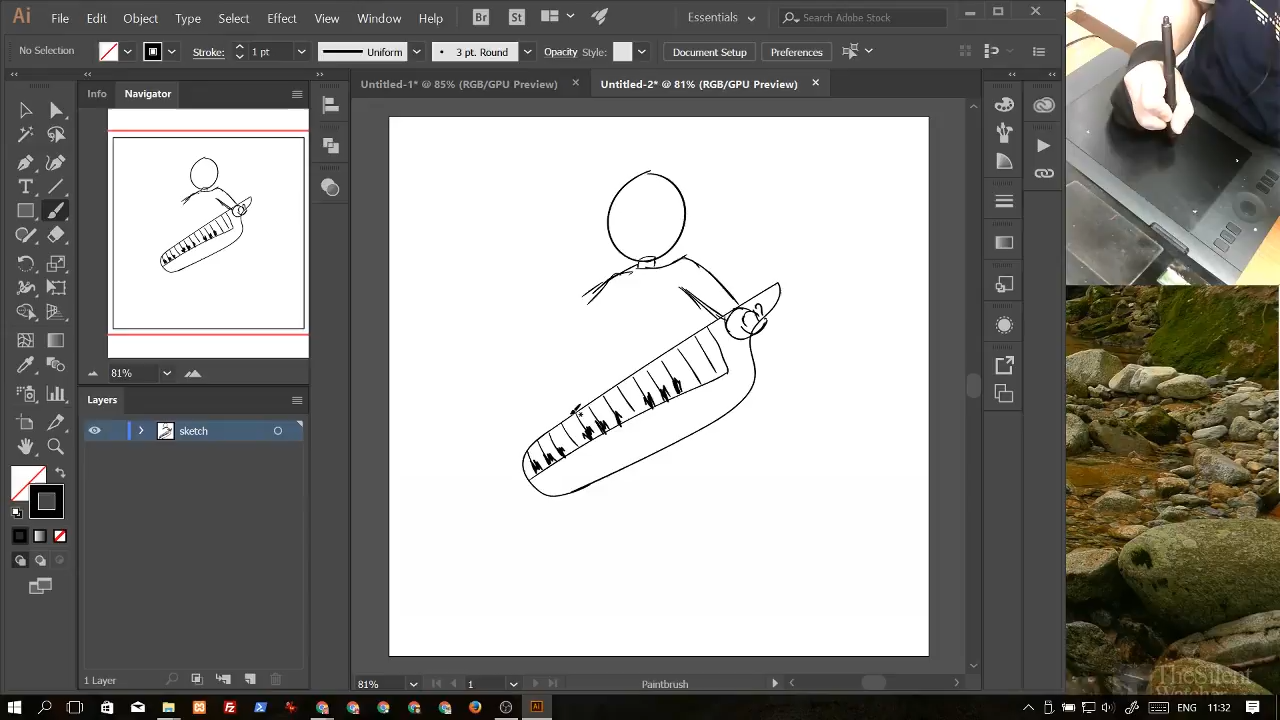 Ai File Edit Object Type Select Effect View Window Help Br St Essentials Search Adobe Stock
No Selection Stroke: 1 pt Uniform 3 pt. Round Opacity Style: Document Setup Preferences
Info Navigator
Untitled-1* @ 85% (RGB/GPU Preview) Untitled-2* @ 81% (RGB/GPU Preview)
81%
Layers
sketch
1 Layer
81% 1 Paintbrush
TheSilent
Watcher
ENG 11:32